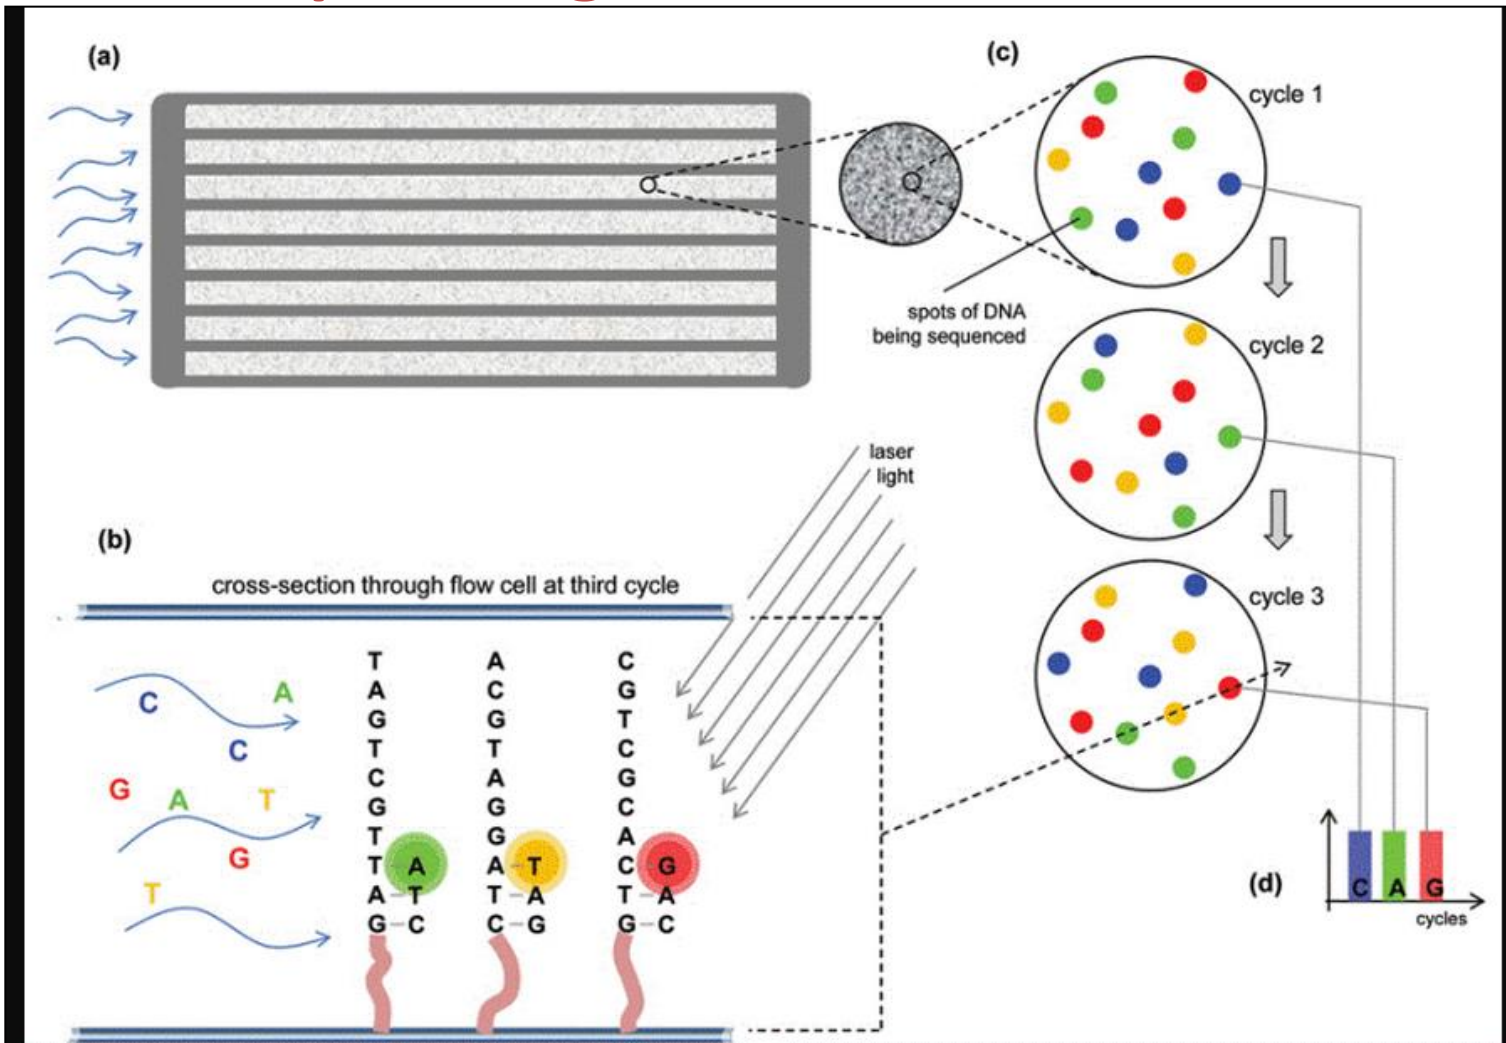 (a)
(c)
cycle 1
spots of DNA
being sequenced
cycle 2
laser
light
(b)
cross-section through flow cell at third cycle
cycle 3
C
A
C
G
A
T
G
T
T
A
G
T
C
G
T
T - A
A - T
G - C
A
C
G
T
A
G
G
A - T
T - A
C - G
C
G
T
C
G
C
A
C - G
T - A
G - C
(d)
C A G
cycles